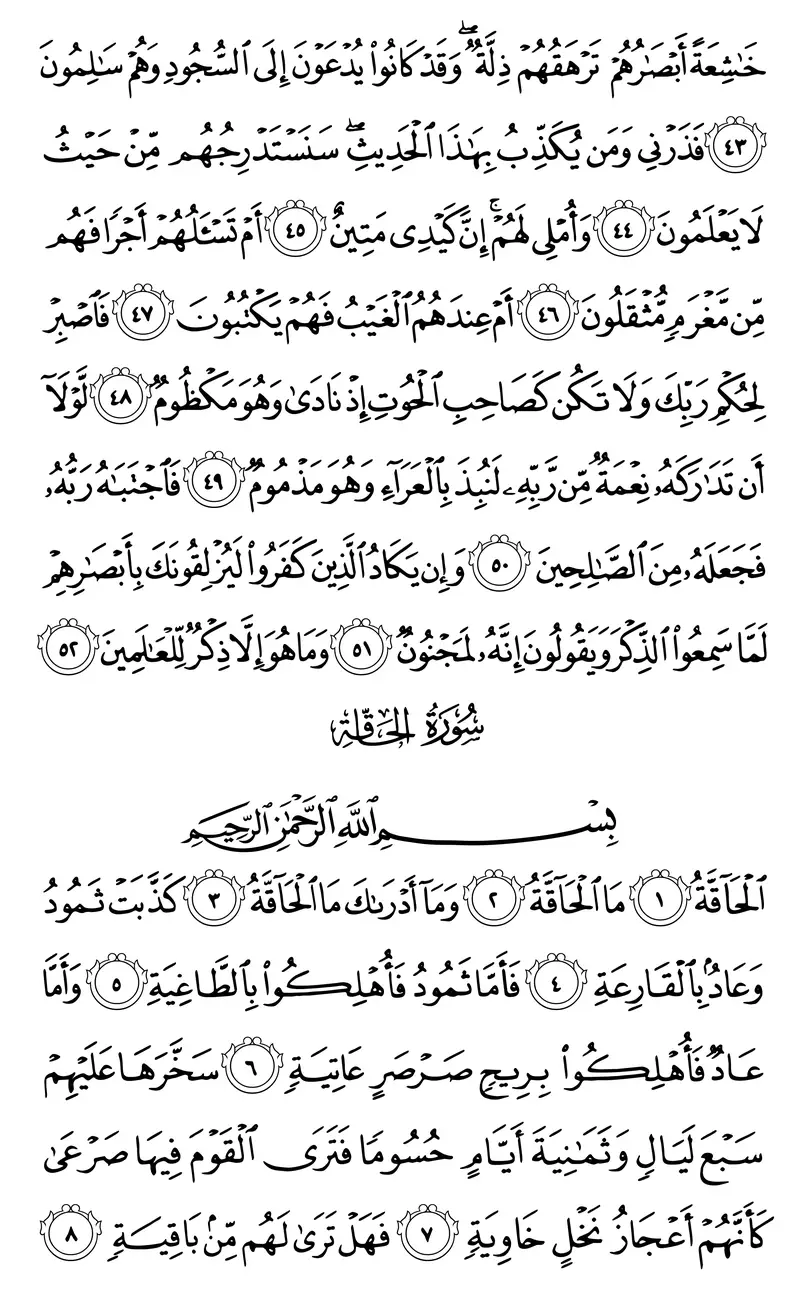 خَٰشِعَةً أَبْصَٰرُهُمْ تَرْهَقُهُمْ ذِلَّةٌ ۖ وَقَدْ كَانُوا۟ يُدْعَوْنَ إِلَى ٱلسُّجُودِ وَهُمْ سَٰلِمُونَ
٤٣ فَذَرْنِى وَمَن يُكَذِّبُ بِهَٰذَا ٱلْحَدِيثِ ۖ سَنَسْتَدْرِجُهُم مِّنْ حَيْثُ
لَا يَعْلَمُونَ ٤٤ وَأُمْلِى لَهُمْ ۚ إِنَّ كَيْدِى مَتِينٌ ٤٥ أَمْ تَسْـَٔلُهُمْ أَجْرًا فَهُم
مِّن مَّغْرَمٍ مُّثْقَلُونَ ٤٦ أَمْ عِندَهُمُ ٱلْغَيْبُ فَهُمْ يَكْتُبُونَ ٤٧ فَٱصْبِرْ
لِحُكْمِ رَبِّكَ وَلَا تَكُن كَصَاحِبِ ٱلْحُوتِ إِذْ نَادَىٰ وَهُوَ مَكْظُومٌ ٤٨ لَّوْلَآ
أَن تَدَٰرَكَهُۥ نِعْمَةٌ مِّن رَّبِّهِۦ لَنُبِذَ بِٱلْعَرَآءِ وَهُوَ مَذْمُومٌ ٤٩ فَٱجْتَبَٰهُ رَبُّهُۥ
فَجَعَلَهُۥ مِنَ ٱلصَّٰلِحِينَ ٥٠ وَإِن يَكَادُ ٱلَّذِينَ كَفَرُوا۟ لَيُزْلِقُونَكَ بِأَبْصَٰرِهِمْ
لَمَّا سَمِعُوا۟ ٱلذِّكْرَ وَيَقُولُونَ إِنَّهُۥ لَمَجْنُونٌ ٥١ وَمَا هُوَ إِلَّا ذِكْرٌ لِّلْعَٰلَمِينَ ٥٢
سُورَةُ الحَاقَّةِ
بِسْمِ ٱللَّهِ ٱلرَّحْمَٰنِ ٱلرَّحِيمِ
ٱلْحَآقَّةُ ١ مَا ٱلْحَآقَّةُ ٢ وَمَآ أَدْرَىٰكَ مَا ٱلْحَآقَّةُ ٣ كَذَّبَتْ ثَمُودُ
وَعَادٌۢ بِٱلْقَارِعَةِ ٤ فَأَمَّا ثَمُودُ فَأُهْلِكُوا۟ بِٱلطَّاغِيَةِ ٥ وَأَمَّا
عَادٌ فَأُهْلِكُوا۟ بِرِيحٍ صَرْصَرٍ عَاتِيَةٍ ٦ سَخَّرَهَا عَلَيْهِمْ
سَبْعَ لَيَالٍ وَثَمَٰنِيَةَ أَيَّامٍ حُسُومًا فَتَرَى ٱلْقَوْمَ فِيهَا صَرْعَىٰ
كَأَنَّهُمْ أَعْجَازُ نَخْلٍ خَاوِيَةٍ ٧ فَهَلْ تَرَىٰ لَهُم مِّنۢ بَاقِيَةٍ ٨